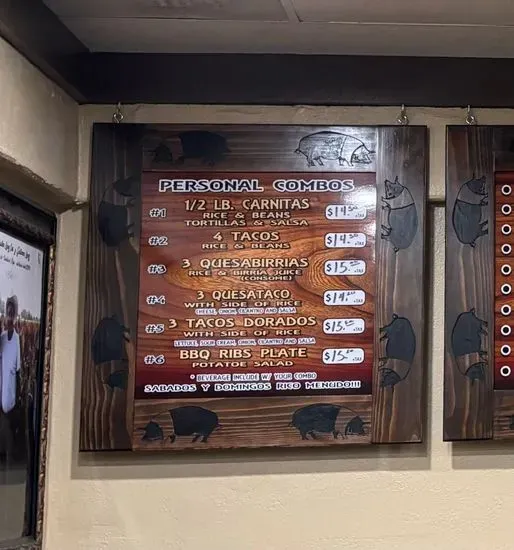 PERSONAL COMBOS
#1 1/2 LB. CARNITAS
RICE & BEANS
TORTILLAS & SALSA
#2 4 TACOS
RICE & BEANS
#3 3 QUESABIRRIAS
RICE & BIRRIA JUICE
(CONSOME)
#4 3 QUESATACO
WITH SIDE OF RICE
CHEESE, ONION, CILANTRO AND SALSA
#5 3 TACOS DORADOS
WITH SIDE OF RICE
LETTUCE, SOUR CREAM, ONION, CILANTRO AND SALSA
#6 BBQ RIBS PLATE
POTATOE SALAD
BEVERAGE INCLUDE W/ YOUR COMBO
SABADOS Y DOMINGOS RICO MENUDO!!!